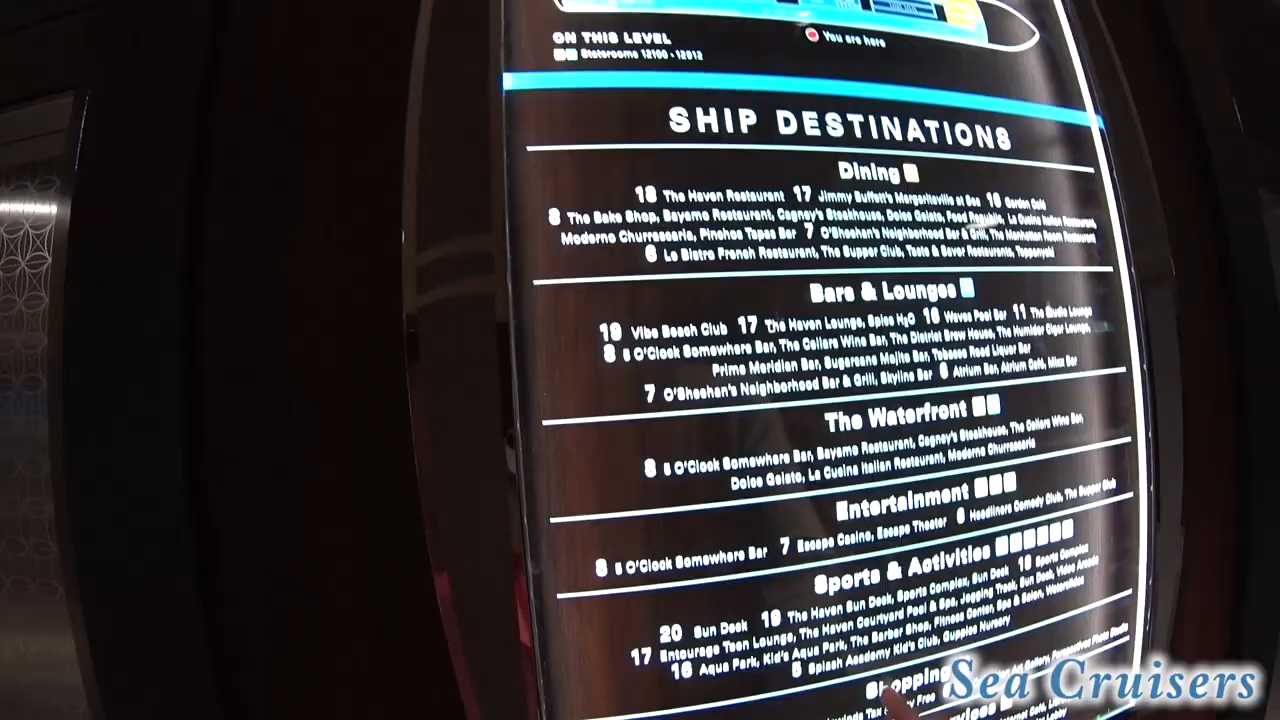 ON THIS LEVEL
Staterooms 12100 - 12912
You are here
SHIP DESTINATIONS
Dining
18 The Haven Restaurant 17 Jimmy Buffett's Margaritaville at Sea 16 Garden Café
8 The Bake Shop, Bayamo Restaurant, Cagney's Steakhouse, Dolce Gelato, Food Republic, La Cucina Italian Restaurant,
Moderno Churrascaria, Pinchos Tapas Bar 7 O'Sheehan's Neighborhood Bar & Grill, The Manhattan Room Restaurant
6 Le Bistro French Restaurant, The Supper Club, Taste & Savor Restaurants, Teppanyaki
Bars & Lounges
19 Vibe Beach Club 17 The Haven Lounge, Spice H2O 16 Waves Pool Bar 11 The Studio Lounge
8 5 O'Clock Somewhere Bar, The Cellars Wine Bar, The District Brew House, The Humidor Cigar Lounge,
Prime Meridian Bar, Sugarcane Mojito Bar, Tobacco Road Liquor Bar
7 O'Sheehan's Neighborhood Bar & Grill, Skyline Bar 6 Atrium Bar, Atrium Café, Mixx Bar
The Waterfront
8 5 O'Clock Somewhere Bar, Bayamo Restaurant, Cagney's Steakhouse, The Cellars Wine Bar,
Dolce Gelato, La Cucina Italian Restaurant, Moderno Churrascaria
Entertainment
8 5 O'Clock Somewhere Bar 7 Escape Casino, Escape Theater 6 Headliners Comedy Club, The Supper Club
Sports & Activities
20 Sun Deck 19 The Haven Sun Deck, Sports Complex, Sun Deck 18 Sports Complex
17 Entourage Teen Lounge, The Haven Courtyard Pool & Spa, Jogging Track, Sun Deck, Video Arcade
16 Aqua Park, Kid's Aqua Park, The Barber Shop, Fitness Center, Spa & Salon, Waterslides
5 Splash Academy Kid's Club, Guppies Nursery
Shopping
Art Gallery, Perspectives Photo Studio
Tax Free
Sea Cruisers